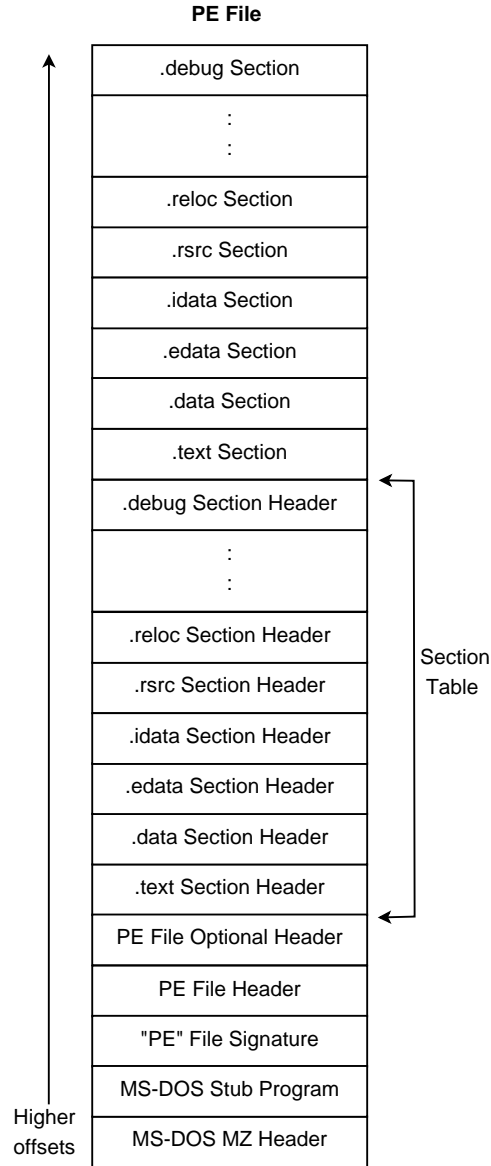 PE File
.debug Section
:
:
.reloc Section
.rsrc Section
.idata Section
.edata Section
.data Section
.text Section
.debug Section Header
:
:
.reloc Section Header
.rsrc Section Header
.idata Section Header
.edata Section Header
.data Section Header
.text Section Header
PE File Optional Header
PE File Header
"PE" File Signature
MS-DOS Stub Program
MS-DOS MZ Header
Section
Table
Higher
offsets